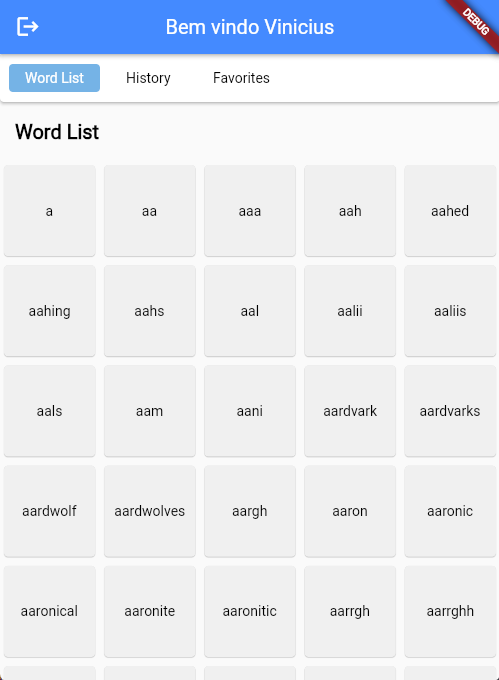 Bem vindo Vinicius
DEBUG
Word List History Favorites
Word List
a aa aaa aah aahed
aahing aahs aal aalii aaliis
aals aam aani aardvark aardvarks
aardwolf aardwolves aargh aaron aaronic
aaronical aaronite aaronitic aarrgh aarrghh